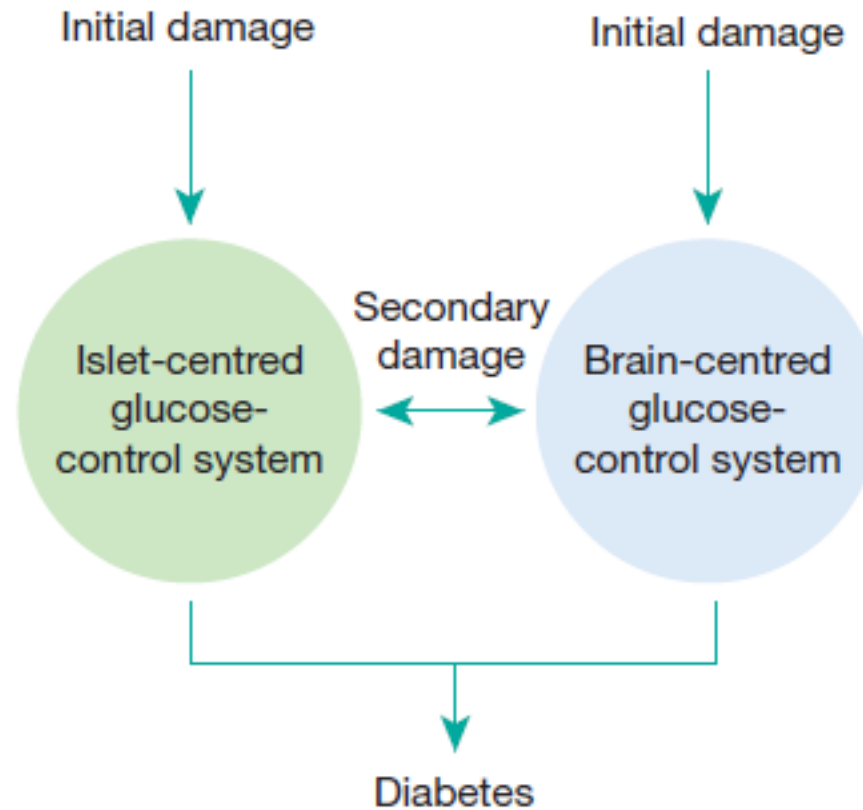 Initial damage
Initial damage
Secondary
damage
Islet-centred
glucose-
control system
Brain-centred
glucose-
control system
Diabetes